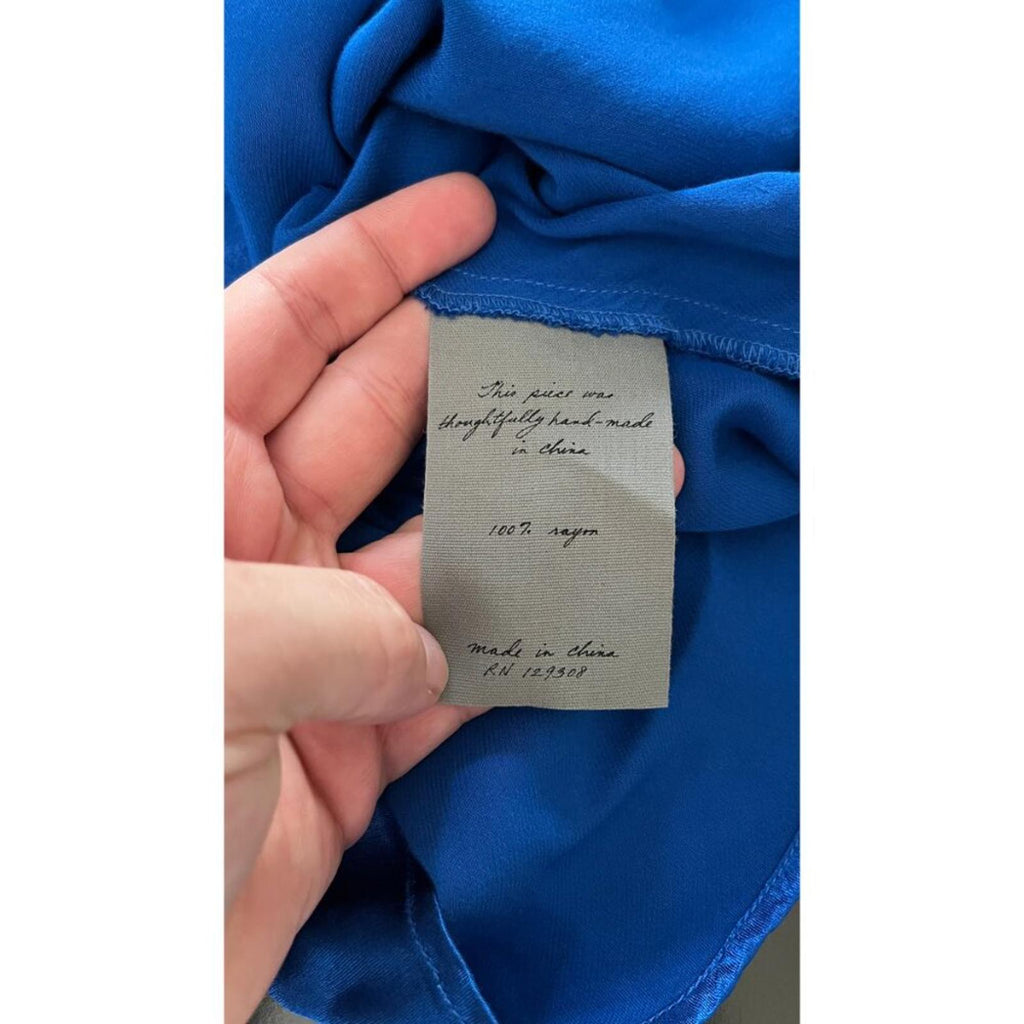 This piece was
thoughtfully hand-made
in china
100% rayon
made in china
RN 129308